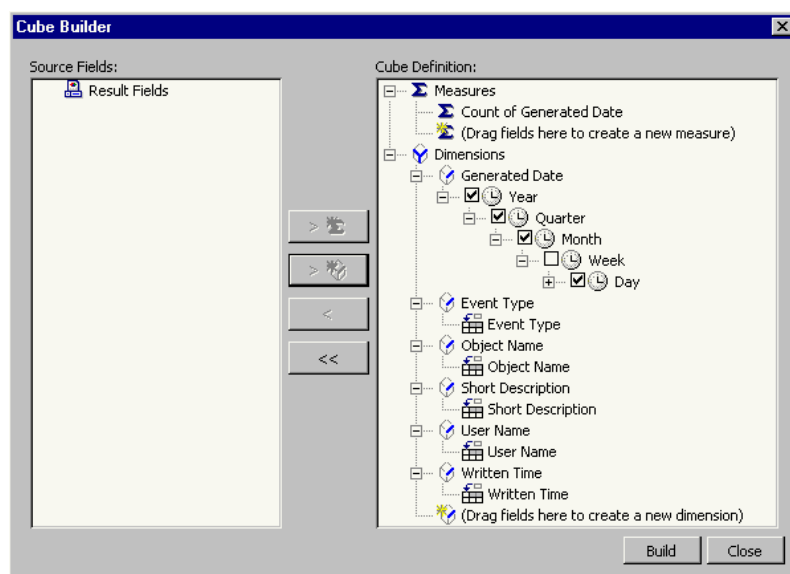 Cube Builder
Source Fields:
Result Fields
> 
> 
<
<<
Cube Definition:
Measures
Count of Generated Date
(Drag fields here to create a new measure)
Dimensions
Generated Date
Year
Quarter
Month
Week
Day
Event Type
Event Type
Object Name
Object Name
Short Description
Short Description
User Name
User Name
Written Time
Written Time
(Drag fields here to create a new dimension)
Build
Close